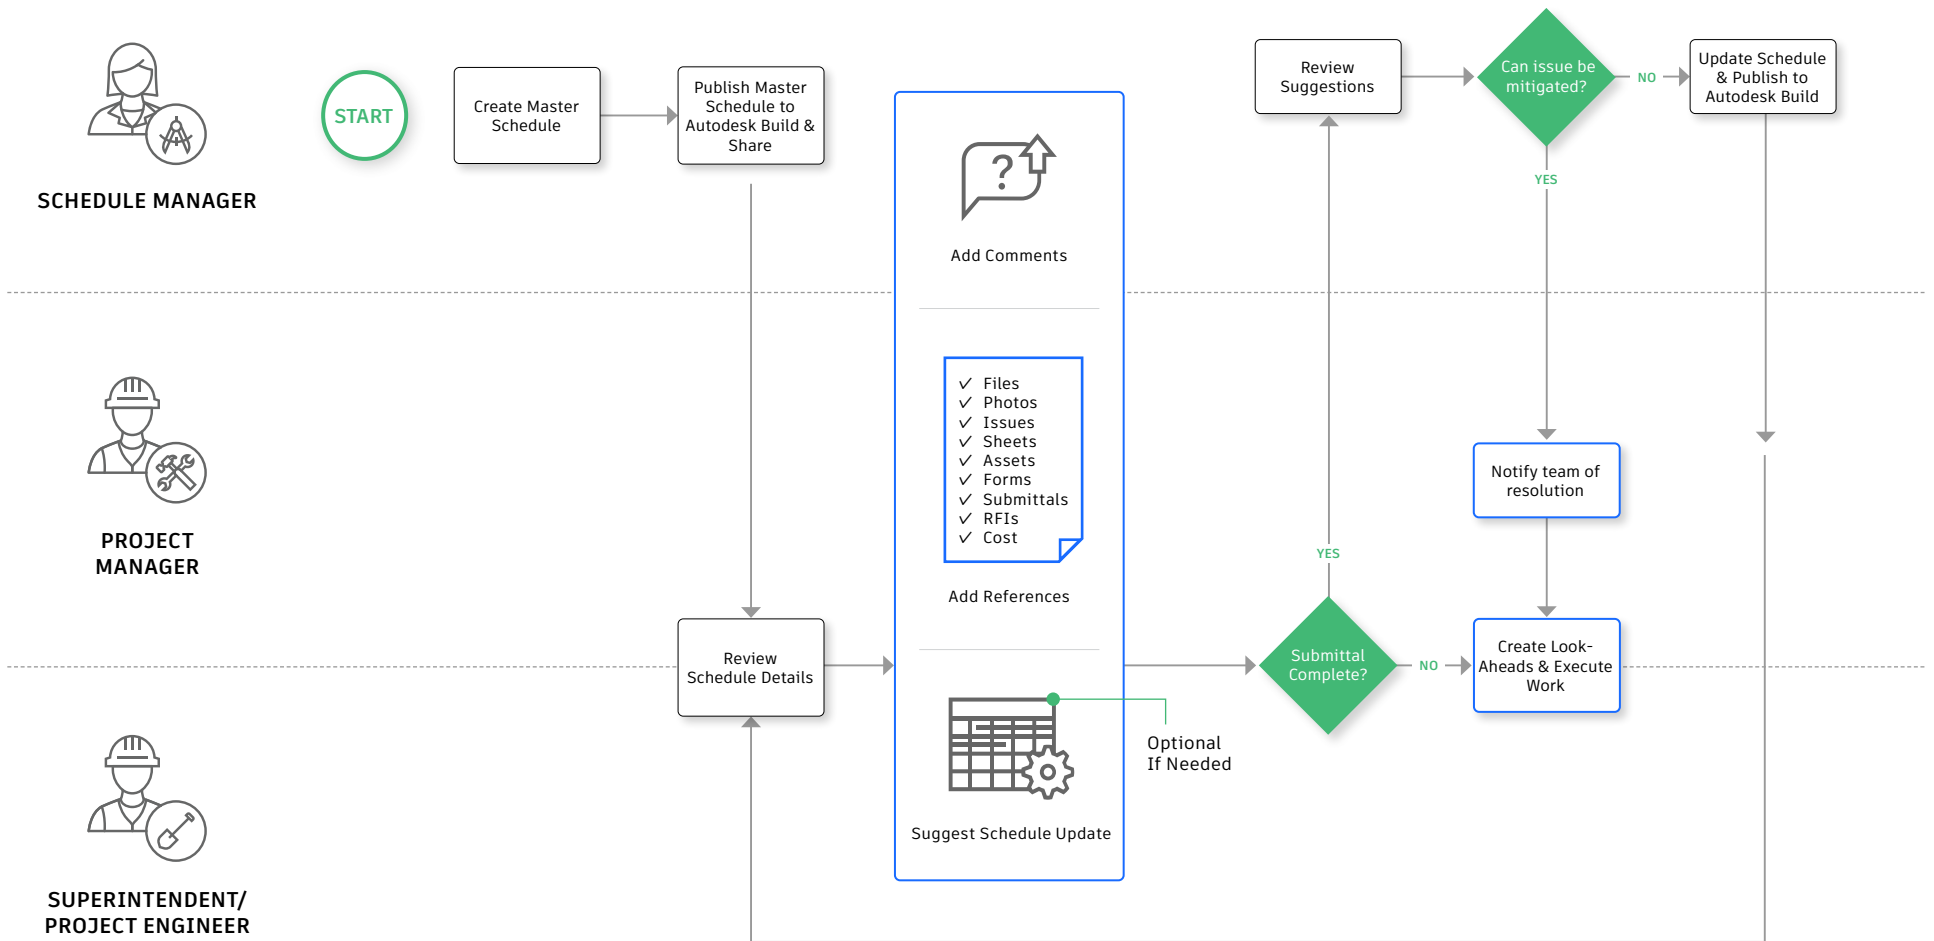 SCHEDULE MANAGER
START
Create Master
Schedule
Publish Master
Schedule to
Autodesk Build &
Share
Add Comments
Review
Suggestions
Can issue be
mitigated?
NO
Update Schedule
& Publish to
Autodesk Build
YES
PROJECT
MANAGER
✓ Files
✓ Photos
✓ Issues
✓ Sheets
✓ Assets
✓ Forms
✓ Submittals
✓ RFIs
✓ Cost
Add References
Notify team of
resolution
YES
Review
Schedule Details
Submittal
Complete?
NO
Create Look-
Aheads & Execute
Work
Optional
If Needed
Suggest Schedule Update
SUPERINTENDENT/
PROJECT ENGINEER
?